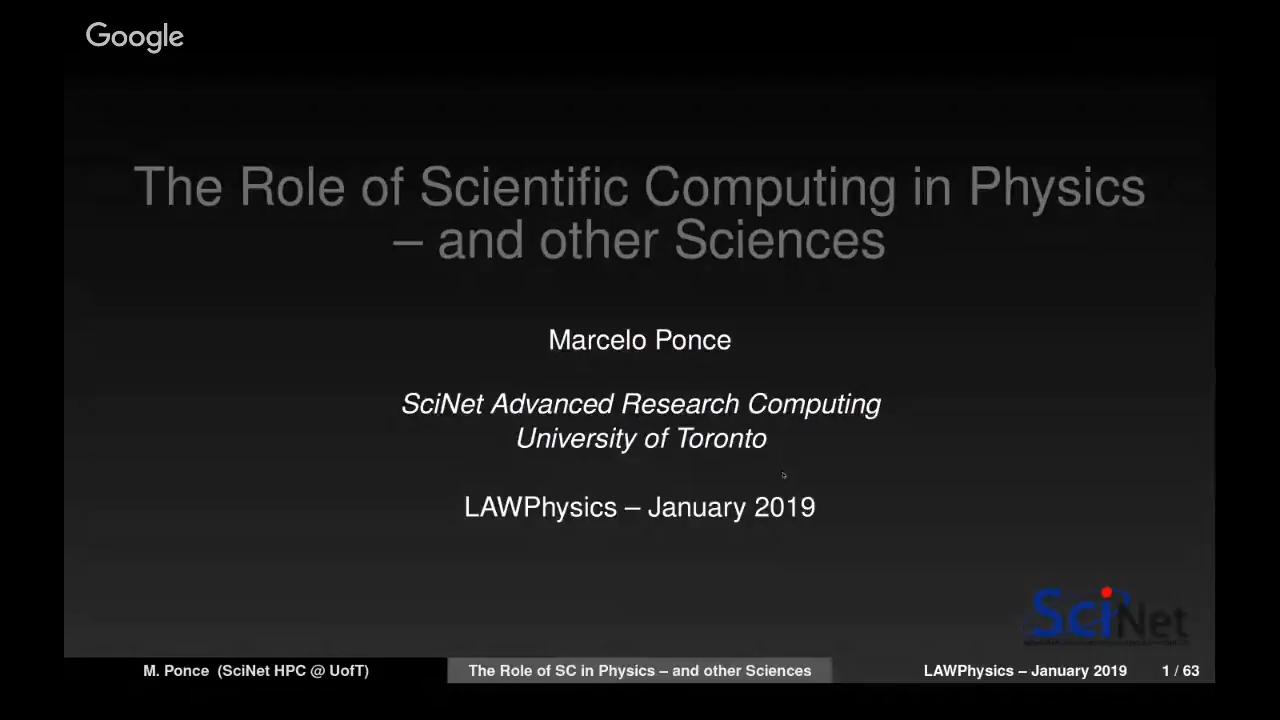 Google
The Role of Scientific Computing in Physics
– and other Sciences
Marcelo Ponce
SciNet Advanced Research Computing
University of Toronto
LAWPhysics – January 2019
SciNet
M. Ponce (SciNet HPC @ UofT)
The Role of SC in Physics – and other Sciences
LAWPhysics – January 2019
1 / 63